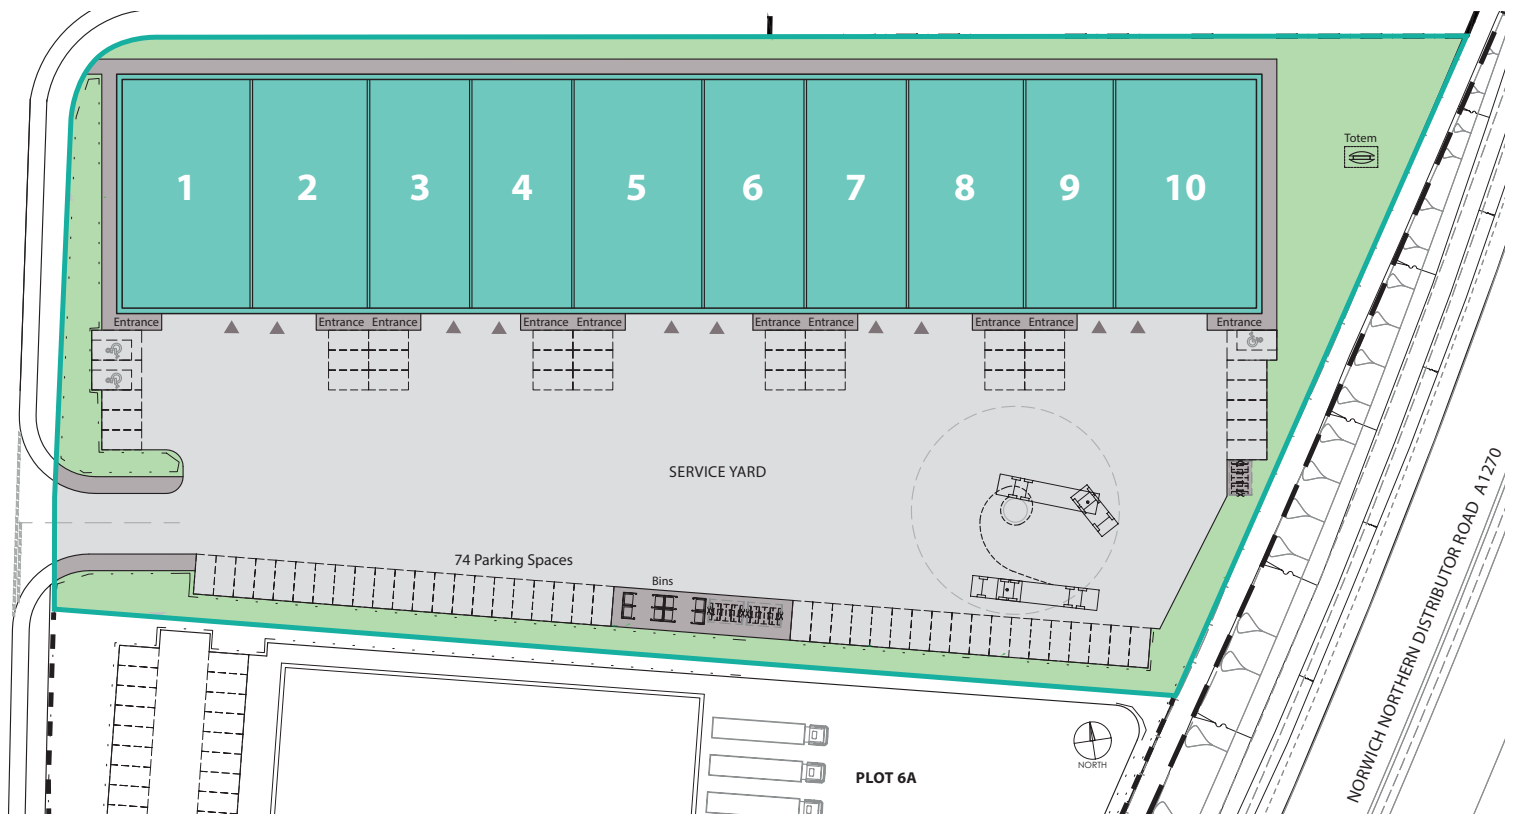 Totem
1 2 3 4 5 6 7 8 9 10
Entrance Entrance Entrance Entrance Entrance Entrance Entrance Entrance Entrance Entrance
SERVICE YARD
74 Parking Spaces
Bins
NORWICH NORTHERN DISTRIBUTOR ROAD A1270
NORTH
PLOT 6A